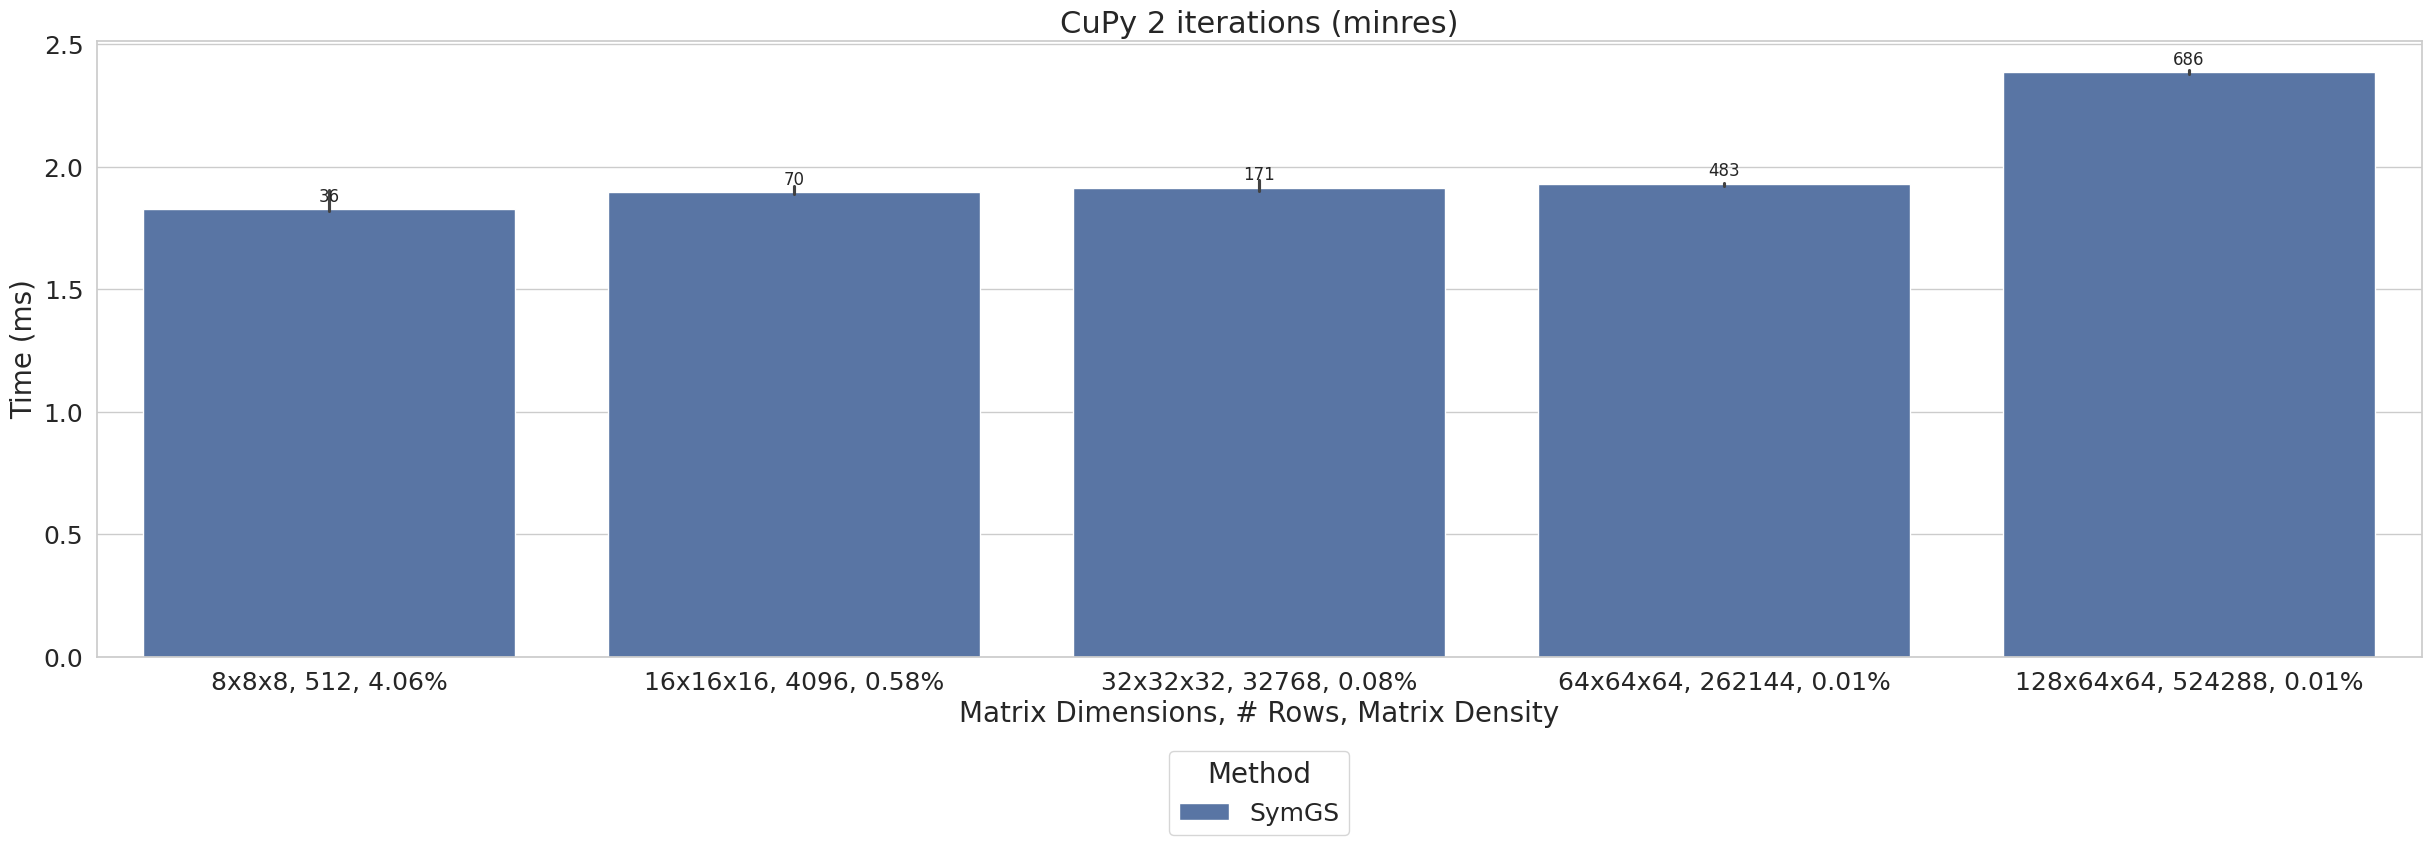 CuPy 2 iterations (minres)
2.5
2.0
1.5
1.0
0.5
0.0
Time (ms)
36
70
171
483
686
8x8x8, 512, 4.06%
16x16x16, 4096, 0.58%
32x32x32, 32768, 0.08%
64x64x64, 262144, 0.01%
128x64x64, 524288, 0.01%
Matrix Dimensions, # Rows, Matrix Density
Method
SymGS